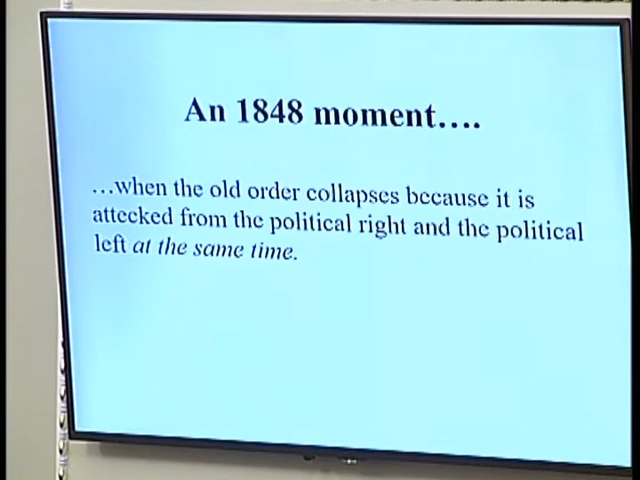 An 1848 moment….
…when the old order collapses because it is
attecked from the political right and the political
left at the same time.